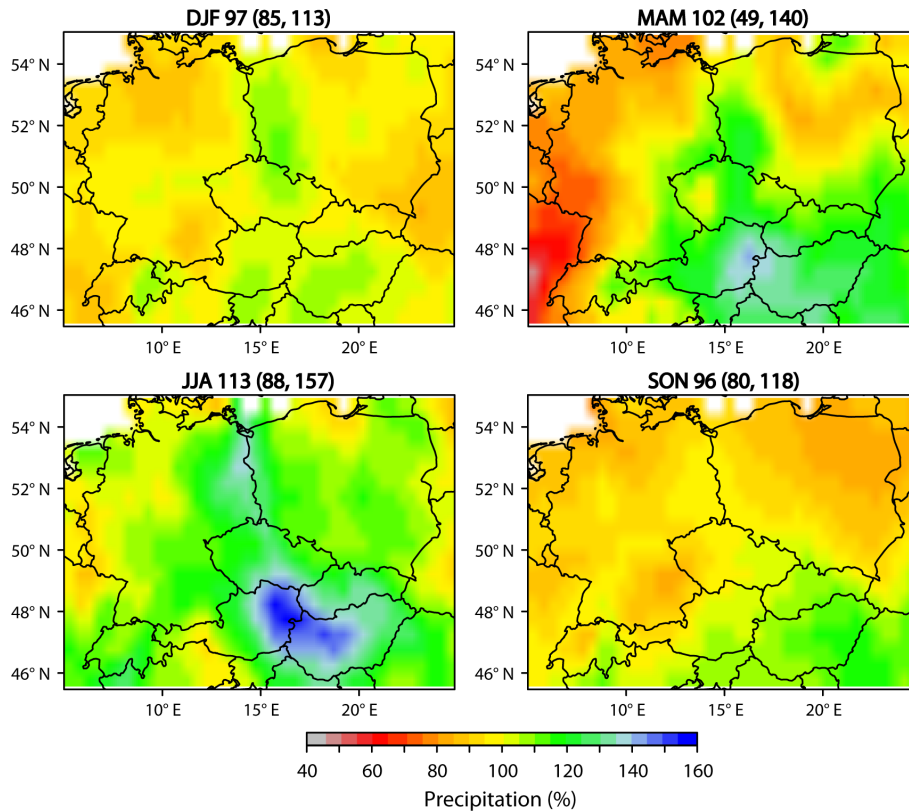 DJF 97 (85, 113)
MAM 102 (49, 140)
54° N
52° N
50° N
48° N
46° N
54° N
52° N
50° N
48° N
46° N
10° E
15° E
20° E
10° E
15° E
20° E
JJA 113 (88, 157)
SON 96 (80, 118)
54° N
52° N
50° N
48° N
46° N
54° N
52° N
50° N
48° N
46° N
10° E
15° E
20° E
10° E
15° E
20° E
40
60
80
100
120
140
160
Precipitation (%)